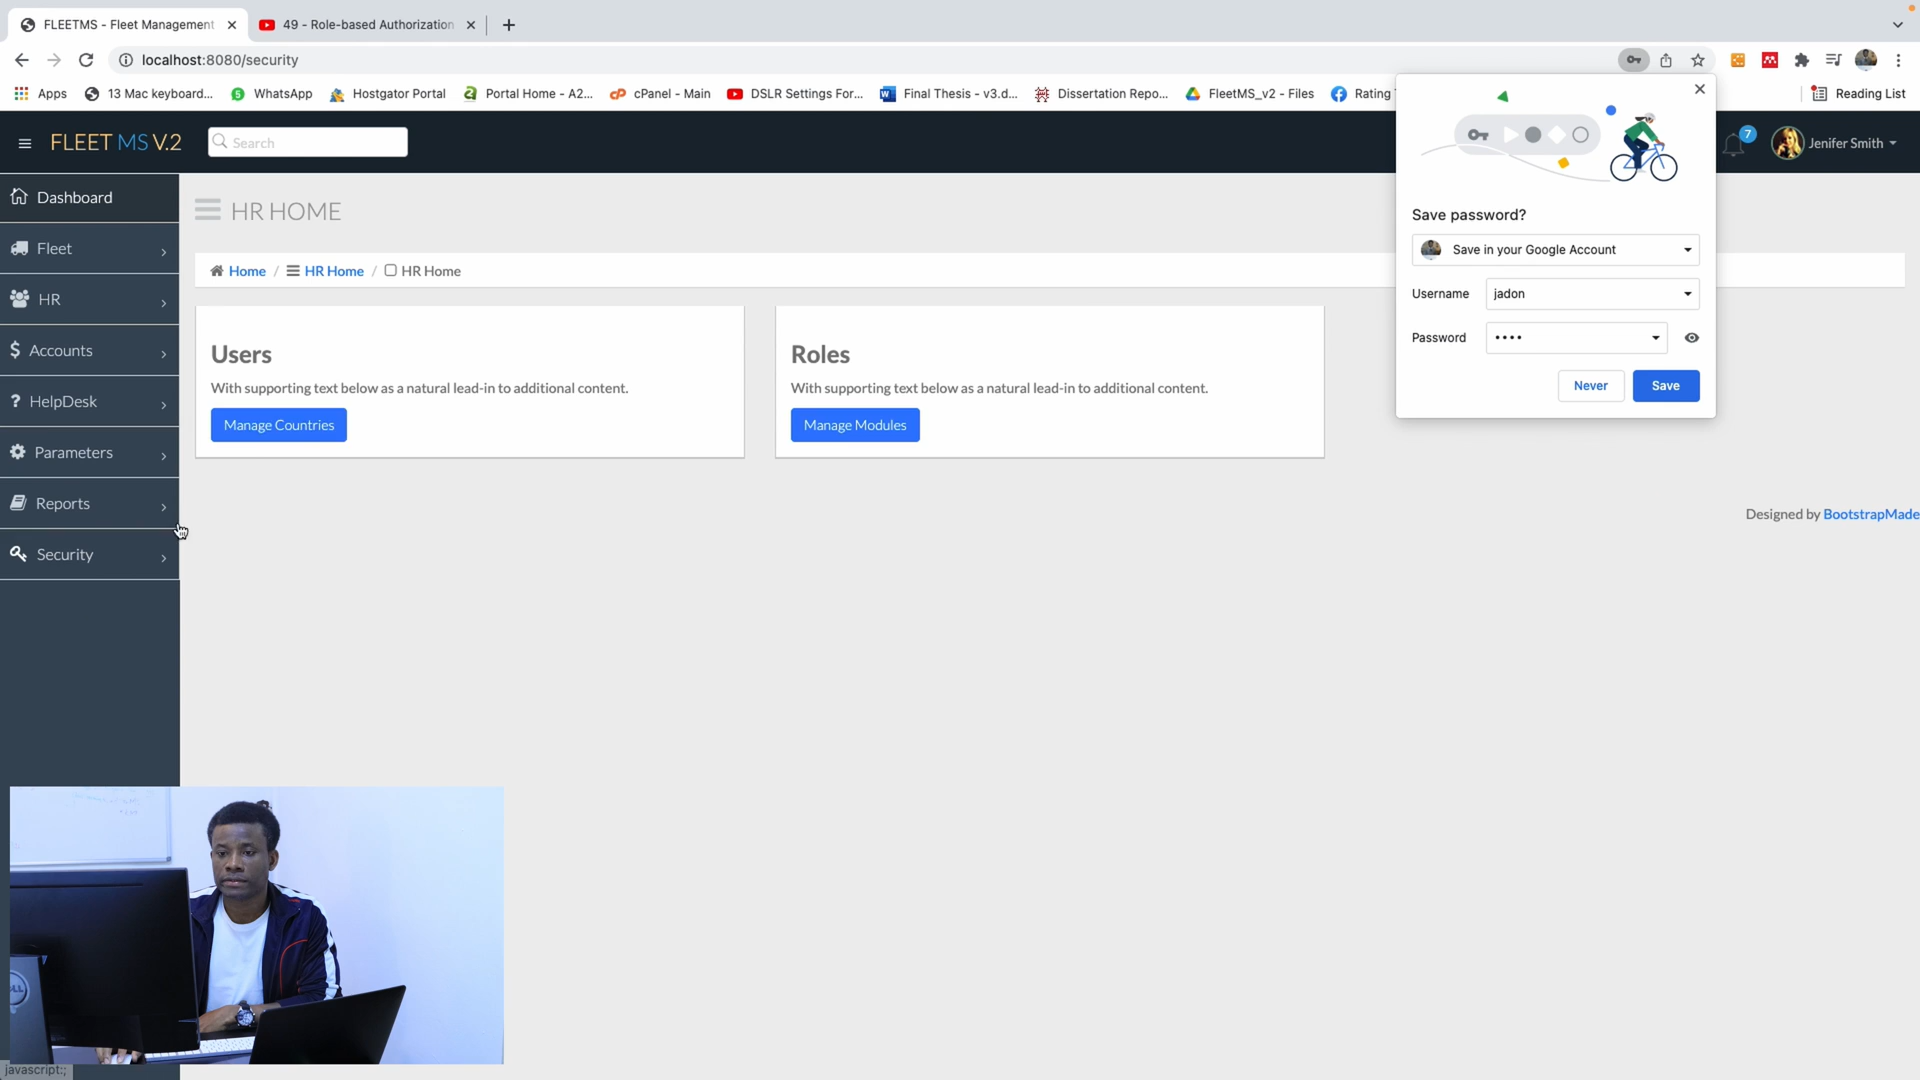 FLEETMS - Fleet Management
49 - Role-based Authorization
localhost:8080/security
Apps
13 Mac keyboard...
WhatsApp
Hostgator Portal
Portal Home - A2...
cPanel - Main
DSLR Settings For...
Final Thesis - v3.d...
Dissertation Repo...
FleetMS_v2 - Files
Rating
Reading List
FLEET MS V.2
Search
7
Jenifer Smith
Dashboard
Fleet
HR
Accounts
HelpDesk
Parameters
Reports
Security
HR HOME
Home / HR Home / HR Home
Users
With supporting text below as a natural lead-in to additional content.
Manage Countries
Roles
With supporting text below as a natural lead-in to additional content.
Manage Modules
Save password?
Save in your Google Account
Username jadon
Password ••••
Never
Save
Designed by BootstrapMade
DELL
javascript:;